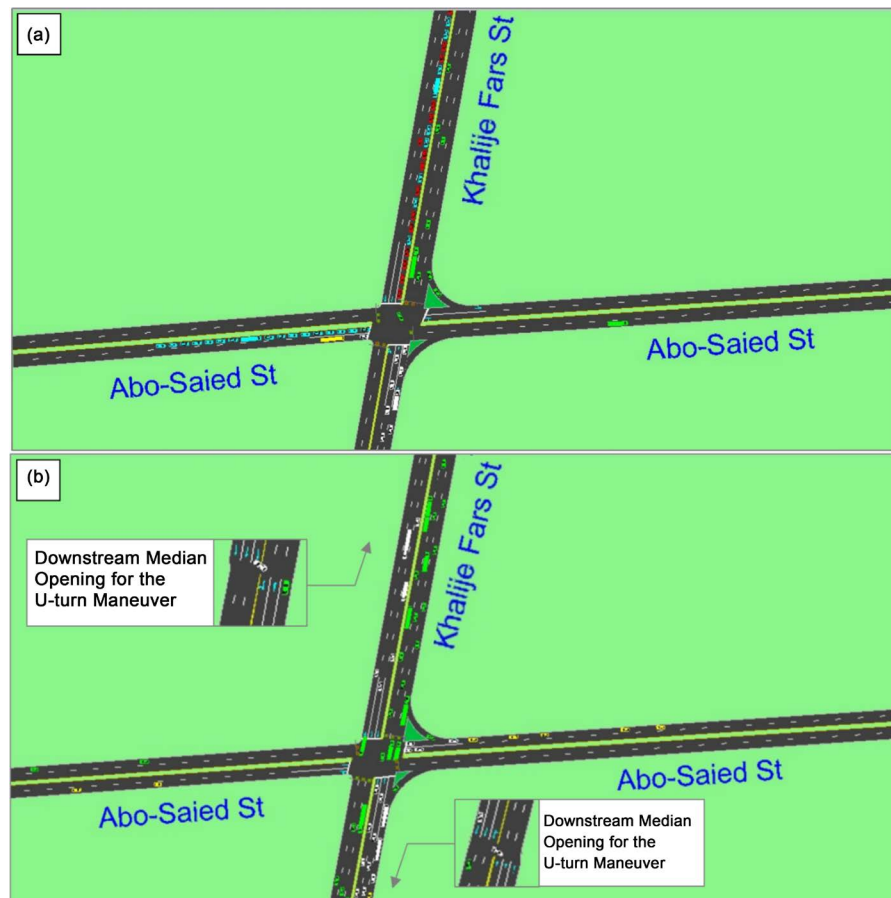 (a)
Khalije Fars St
Abo-Saied St
Abo-Saied St
(b)
Khalije Fars St
Downstream Median
Opening for the
U-turn Maneuver
Abo-Saied St
Abo-Saied St
Downstream Median
Opening for the
U-turn Maneuver